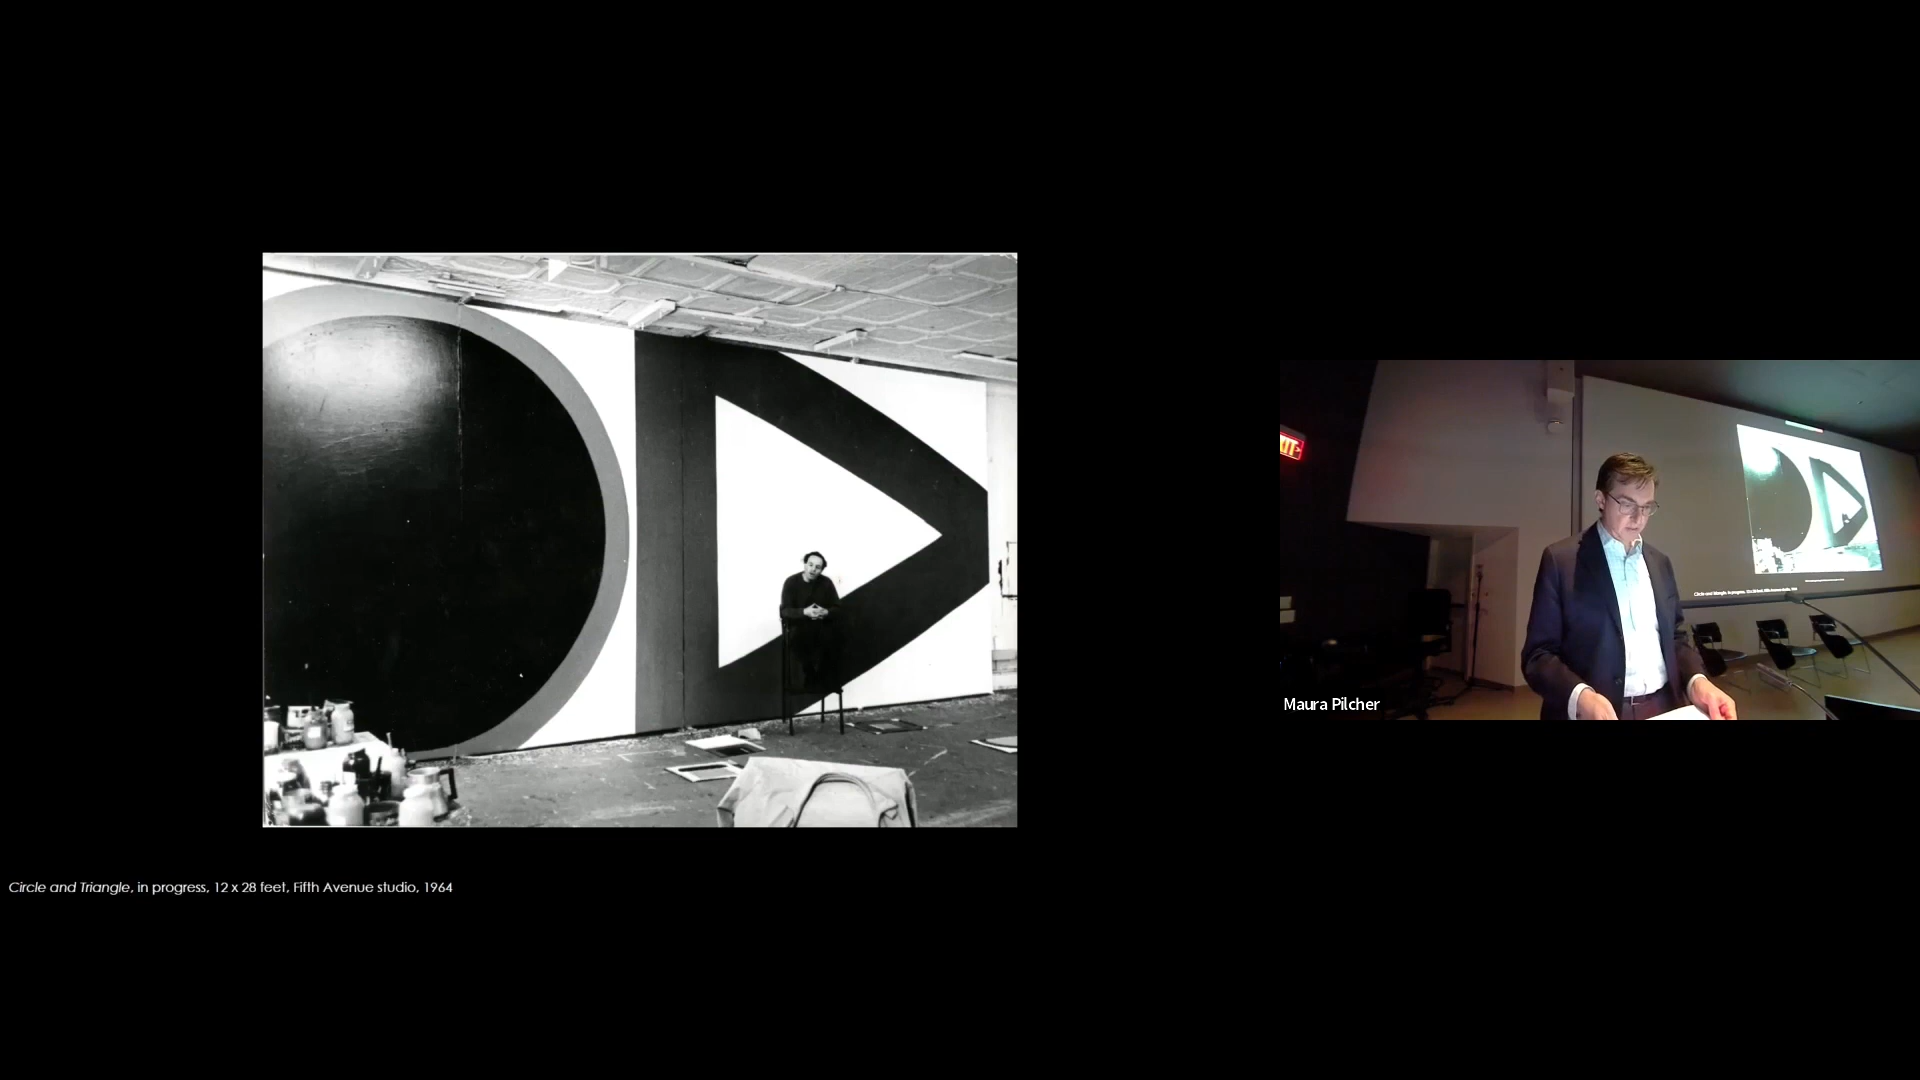 Circle and Triangle, in progress, 12 x 28 feet, Fifth Avenue studio, 1964
Maura Pilcher